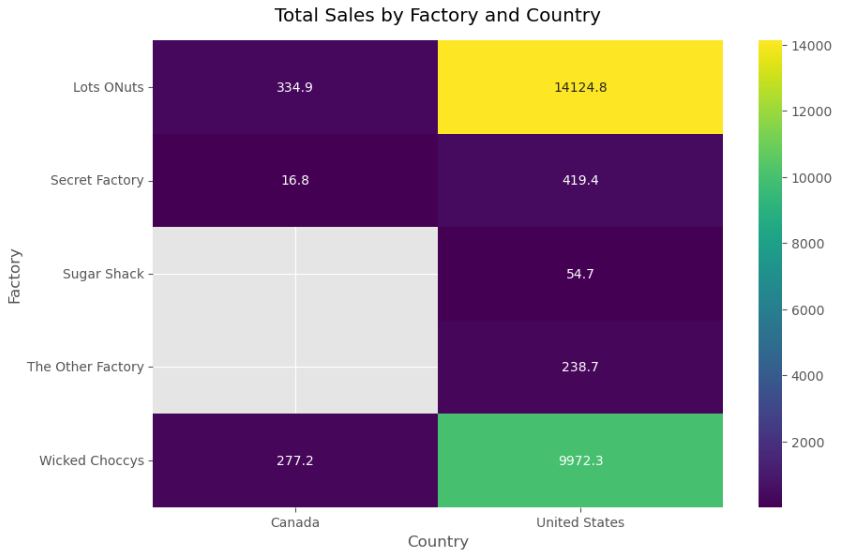 Total Sales by Factory and Country
Factory
Lots ONuts
Secret Factory
Sugar Shack
The Other Factory
Wicked Choccys
334.9
14124.8
16.8
419.4
54.7
238.7
277.2
9972.3
Canada
United States
Country
14000
12000
10000
8000
6000
4000
2000